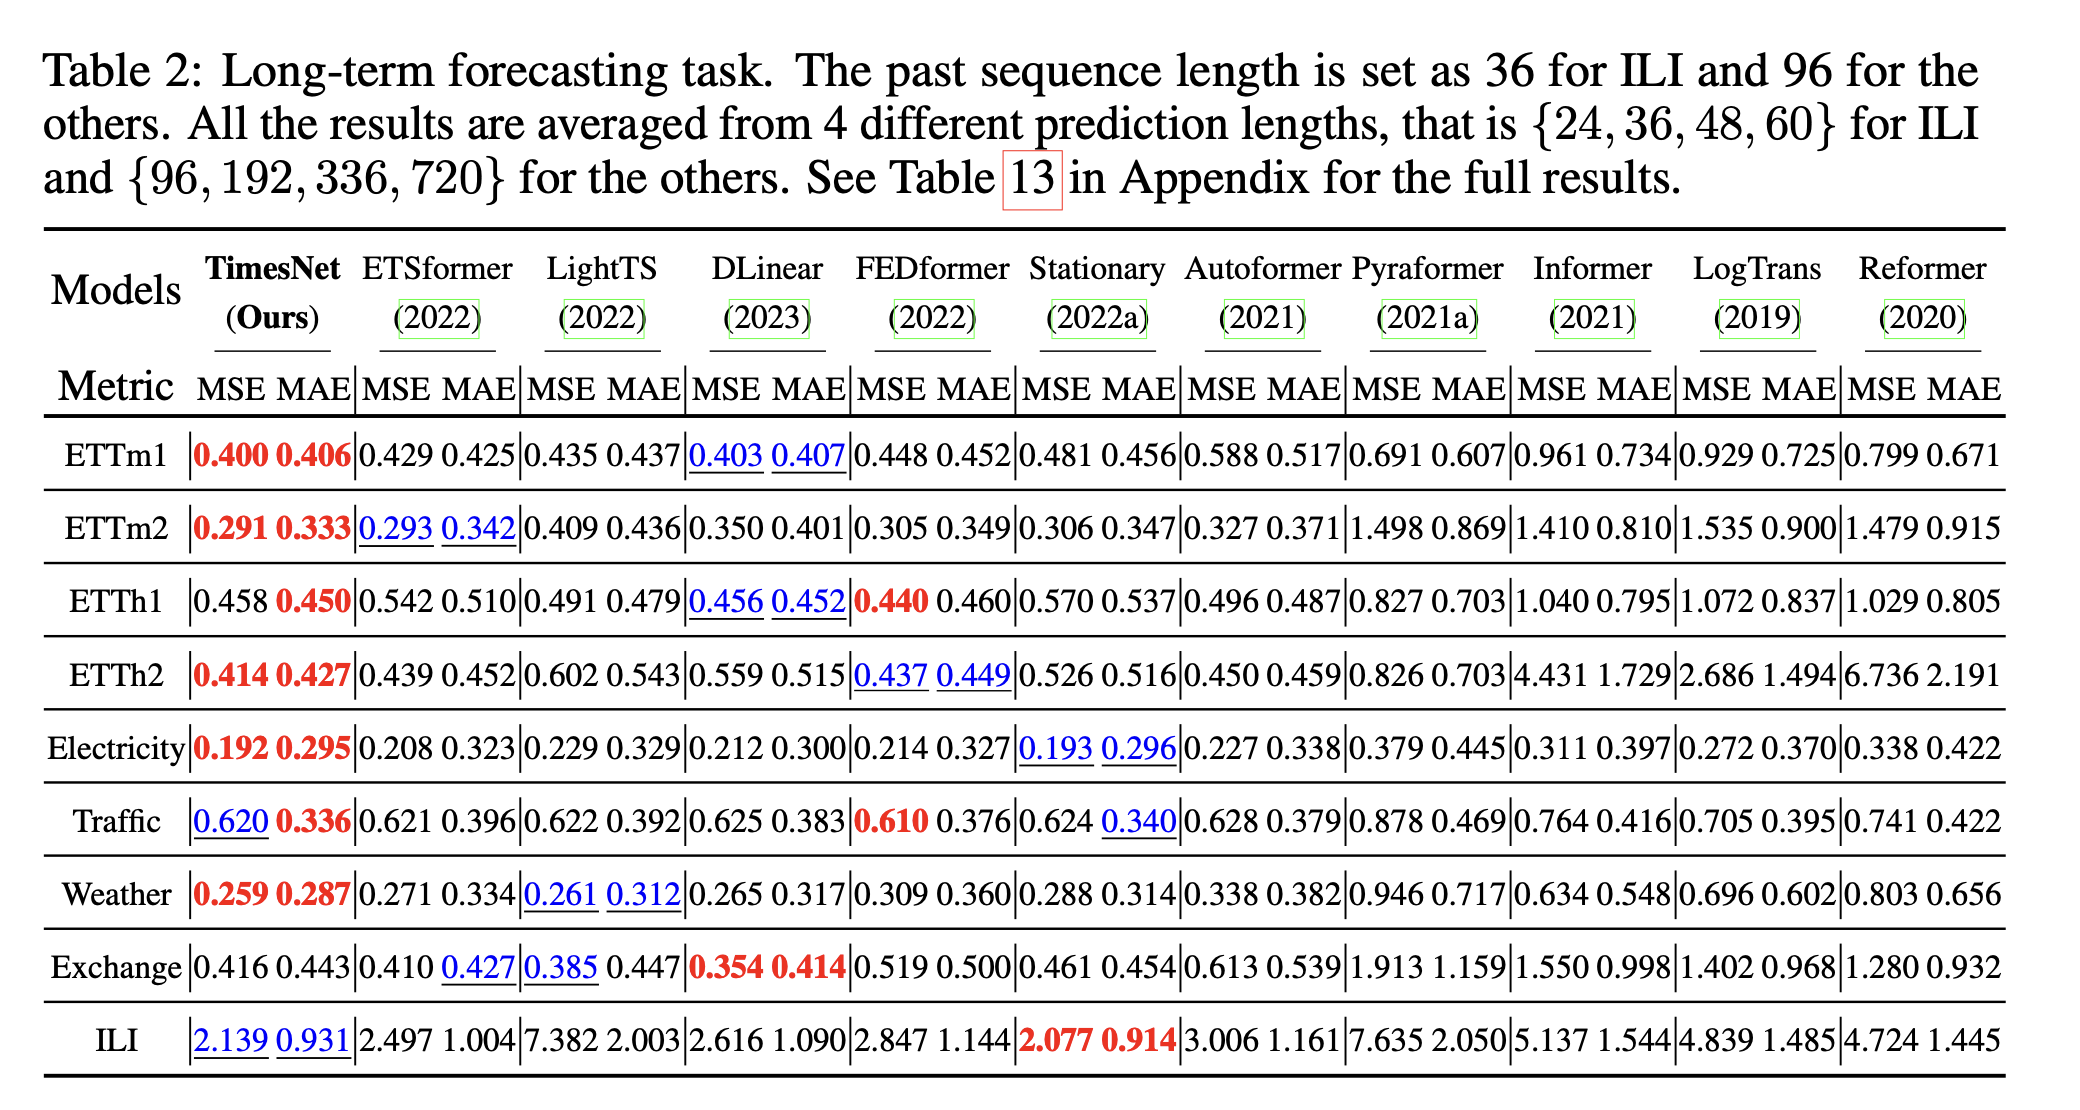 Table 2: Long-term forecasting task. The past sequence length is set as 36 for ILI and 96 for the
others. All the results are averaged from 4 different prediction lengths, that is {24, 36, 48, 60} for ILI
and {96, 192, 336, 720} for the others. See Table 13 in Appendix for the full results.
Models TimesNet ETSformer LightTS DLinear FEDformer Stationary Autoformer Pyraformer Informer LogTrans Reformer
(Ours) (2022) (2022) (2023) (2022) (2022a) (2021) (2021a) (2021) (2019) (2020)
Metric MSE MAE MSE MAE MSE MAE MSE MAE MSE MAE MSE MAE MSE MAE MSE MAE MSE MAE MSE MAE MSE MAE
ETTm1 0.400 0.406 0.429 0.425 0.435 0.437 0.403 0.407 0.448 0.452 0.481 0.456 0.588 0.517 0.691 0.607 0.961 0.734 0.929 0.725 0.799 0.671
ETTm2 0.291 0.333 0.293 0.342 0.409 0.436 0.350 0.401 0.305 0.349 0.306 0.347 0.327 0.371 1.498 0.869 1.410 0.810 1.535 0.900 1.479 0.915
ETTh1 0.458 0.450 0.542 0.510 0.491 0.479 0.456 0.452 0.440 0.460 0.570 0.537 0.496 0.487 0.827 0.703 1.040 0.795 1.072 0.837 1.029 0.805
ETTh2 0.414 0.427 0.439 0.452 0.602 0.543 0.559 0.515 0.437 0.449 0.526 0.516 0.450 0.459 0.826 0.703 4.431 1.729 2.686 1.494 6.736 2.191
Electricity 0.192 0.295 0.208 0.323 0.229 0.329 0.212 0.300 0.214 0.327 0.193 0.296 0.227 0.338 0.379 0.445 0.311 0.397 0.272 0.370 0.338 0.422
Traffic 0.620 0.336 0.621 0.396 0.622 0.392 0.625 0.383 0.610 0.376 0.624 0.340 0.628 0.379 0.878 0.469 0.764 0.416 0.705 0.395 0.741 0.422
Weather 0.259 0.287 0.271 0.334 0.261 0.312 0.265 0.317 0.309 0.360 0.288 0.314 0.338 0.382 0.946 0.717 0.634 0.548 0.696 0.602 0.803 0.656
Exchange 0.416 0.443 0.410 0.427 0.385 0.447 0.354 0.414 0.519 0.500 0.461 0.454 0.613 0.539 1.913 1.159 1.550 0.998 1.402 0.968 1.280 0.932
ILI 2.139 0.931 2.497 1.004 7.382 2.003 2.616 1.090 2.847 1.144 2.077 0.914 3.006 1.161 7.635 2.050 5.137 1.544 4.839 1.485 4.724 1.445